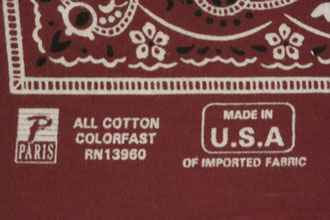 P
PARIS
ALL COTTON
COLORFAST
RN13960
MADE IN
U.S.A
OF IMPORTED FABRIC